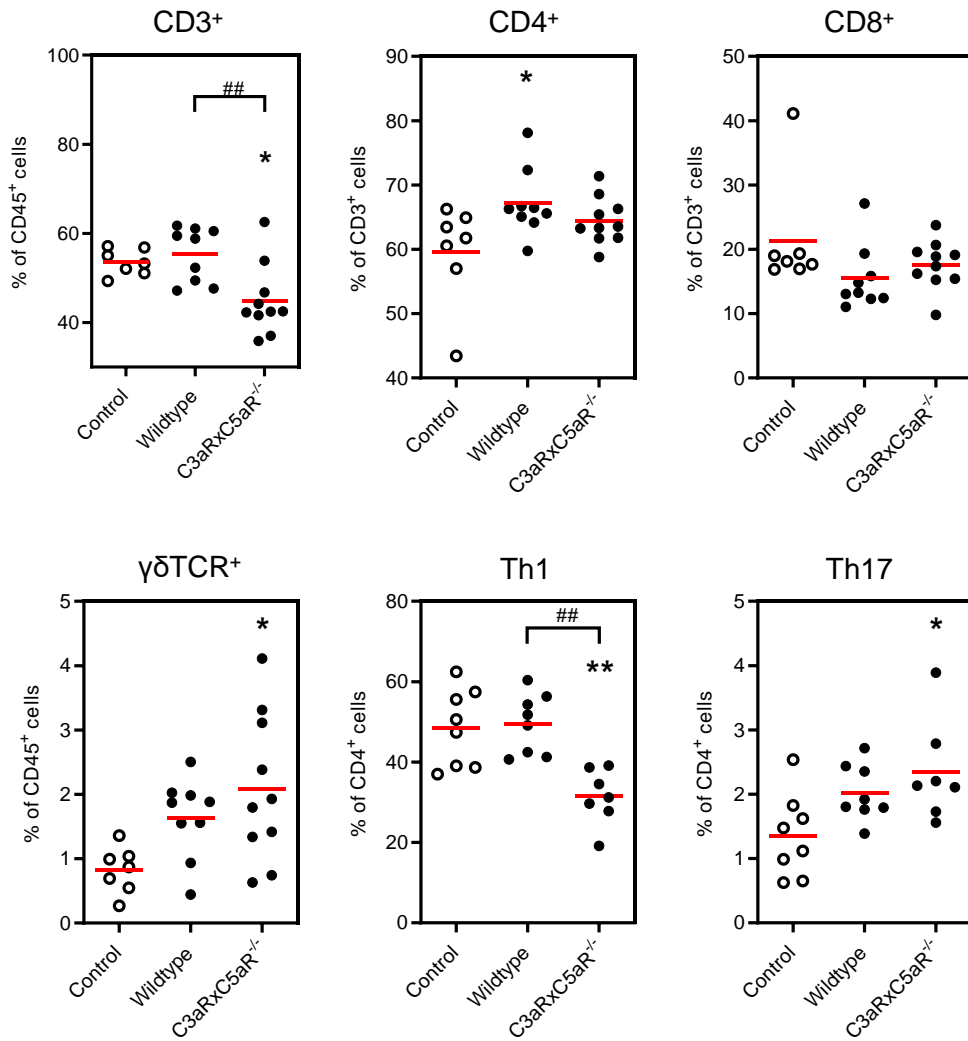 CD3⁺
% of CD45⁺ cells
100
80
60
40
##
*
Control
Wildtype
C3aRxC5aR⁻/⁻
CD4⁺
% of CD3⁺ cells
90
80
70
60
50
40
*
Control
Wildtype
C3aRxC5aR⁻/⁻
CD8⁺
% of CD3⁺ cells
50
40
30
20
10
0
Control
Wildtype
C3aRxC5aR⁻/⁻
γδTCR⁺
% of CD45⁺ cells
5
4
3
2
1
0
*
Control
Wildtype
C3aRxC5aR⁻/⁻
Th1
% of CD4⁺ cells
80
60
40
20
0
##
**
Control
Wildtype
C3aRxC5aR⁻/⁻
Th17
% of CD4⁺ cells
5
4
3
2
1
0
*
Control
Wildtype
C3aRxC5aR⁻/⁻